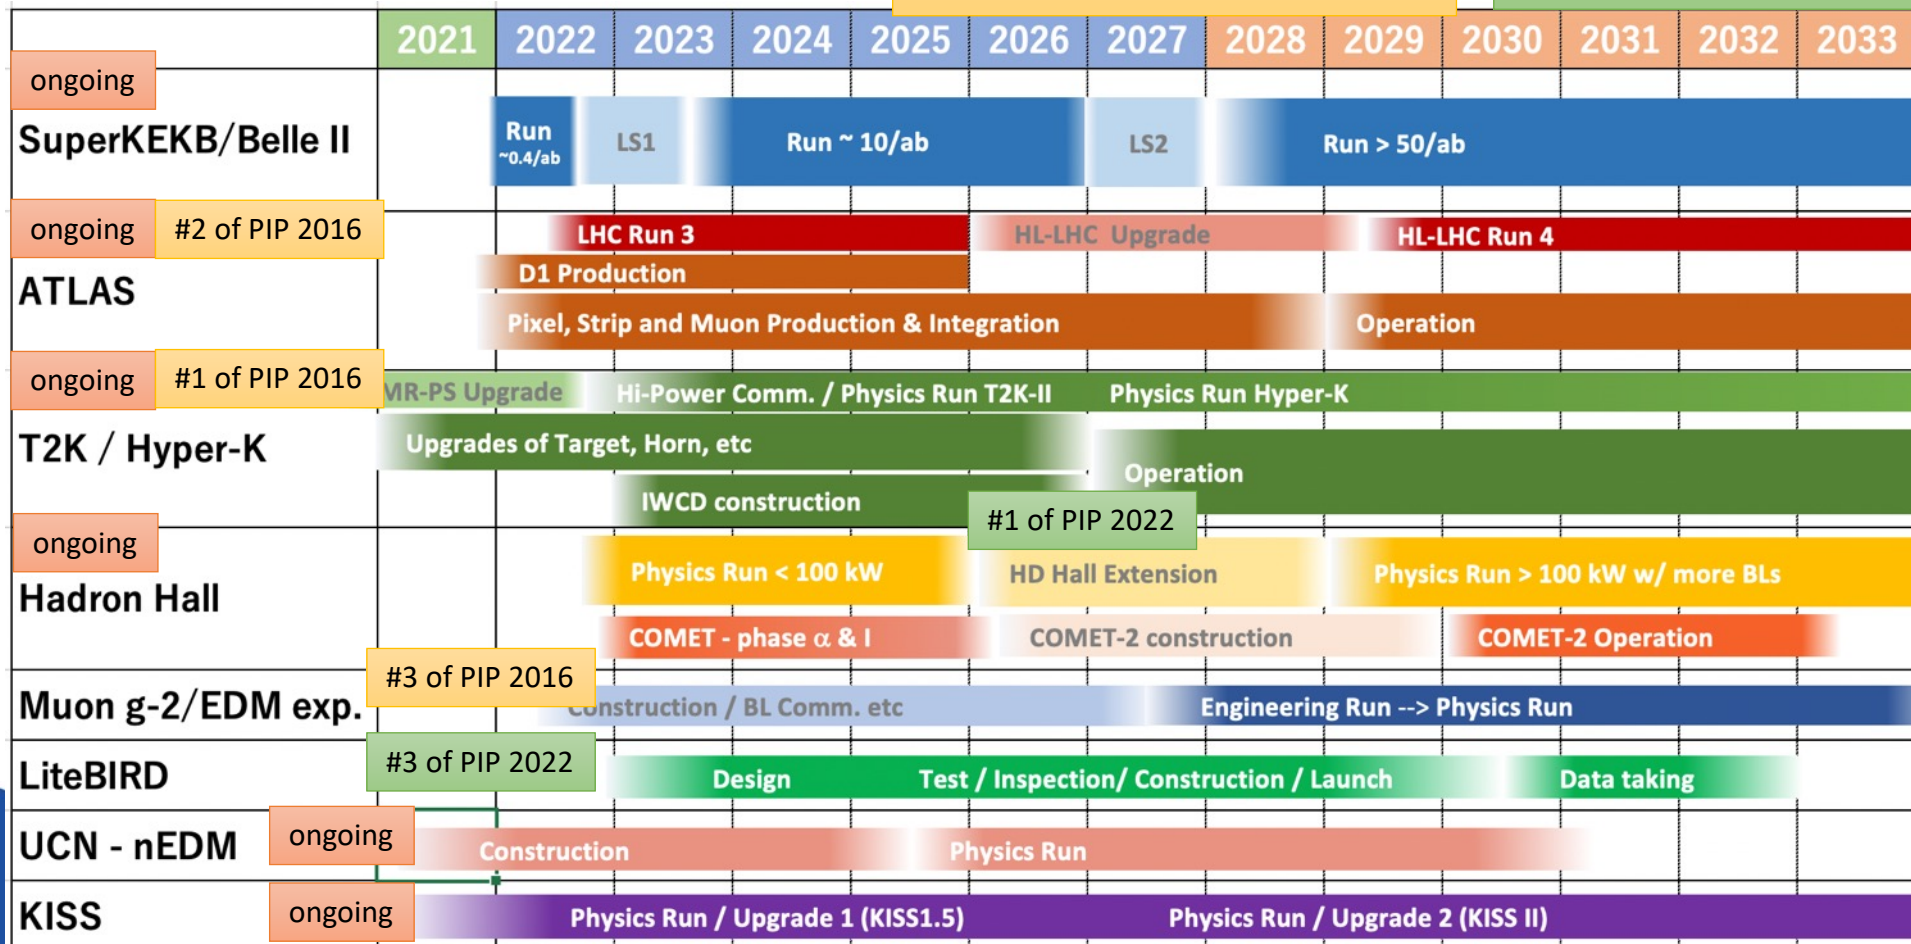 2021 2022 2023 2024 2025 2026 2027 2028 2029 2030 2031 2032 2033
ongoing
SuperKEKB/Belle II
Run
~0.4/ab
LS1
Run ~ 10/ab
LS2
Run > 50/ab
ongoing
#2 of PIP 2016
ATLAS
LHC Run 3
HL-LHC Upgrade
HL-LHC Run 4
D1 Production
Pixel, Strip and Muon Production & Integration
Operation
ongoing
#1 of PIP 2016
T2K / Hyper-K
MR-PS Upgrade
Hi-Power Comm. / Physics Run T2K-II
Physics Run Hyper-K
Upgrades of Target, Horn, etc
Operation
IWCD construction
#1 of PIP 2022
ongoing
Hadron Hall
Physics Run < 100 kW
HD Hall Extension
Physics Run > 100 kW w/ more BLs
COMET - phase α & I
COMET-2 construction
COMET-2 Operation
#3 of PIP 2016
Muon g-2/EDM exp.
Construction / BL Comm. etc
Engineering Run --> Physics Run
#3 of PIP 2022
LiteBIRD
Design
Test / Inspection/ Construction / Launch
Data taking
UCN - nEDM
ongoing
Construction
Physics Run
KISS
ongoing
Physics Run / Upgrade 1 (KISS1.5)
Physics Run / Upgrade 2 (KISS II)